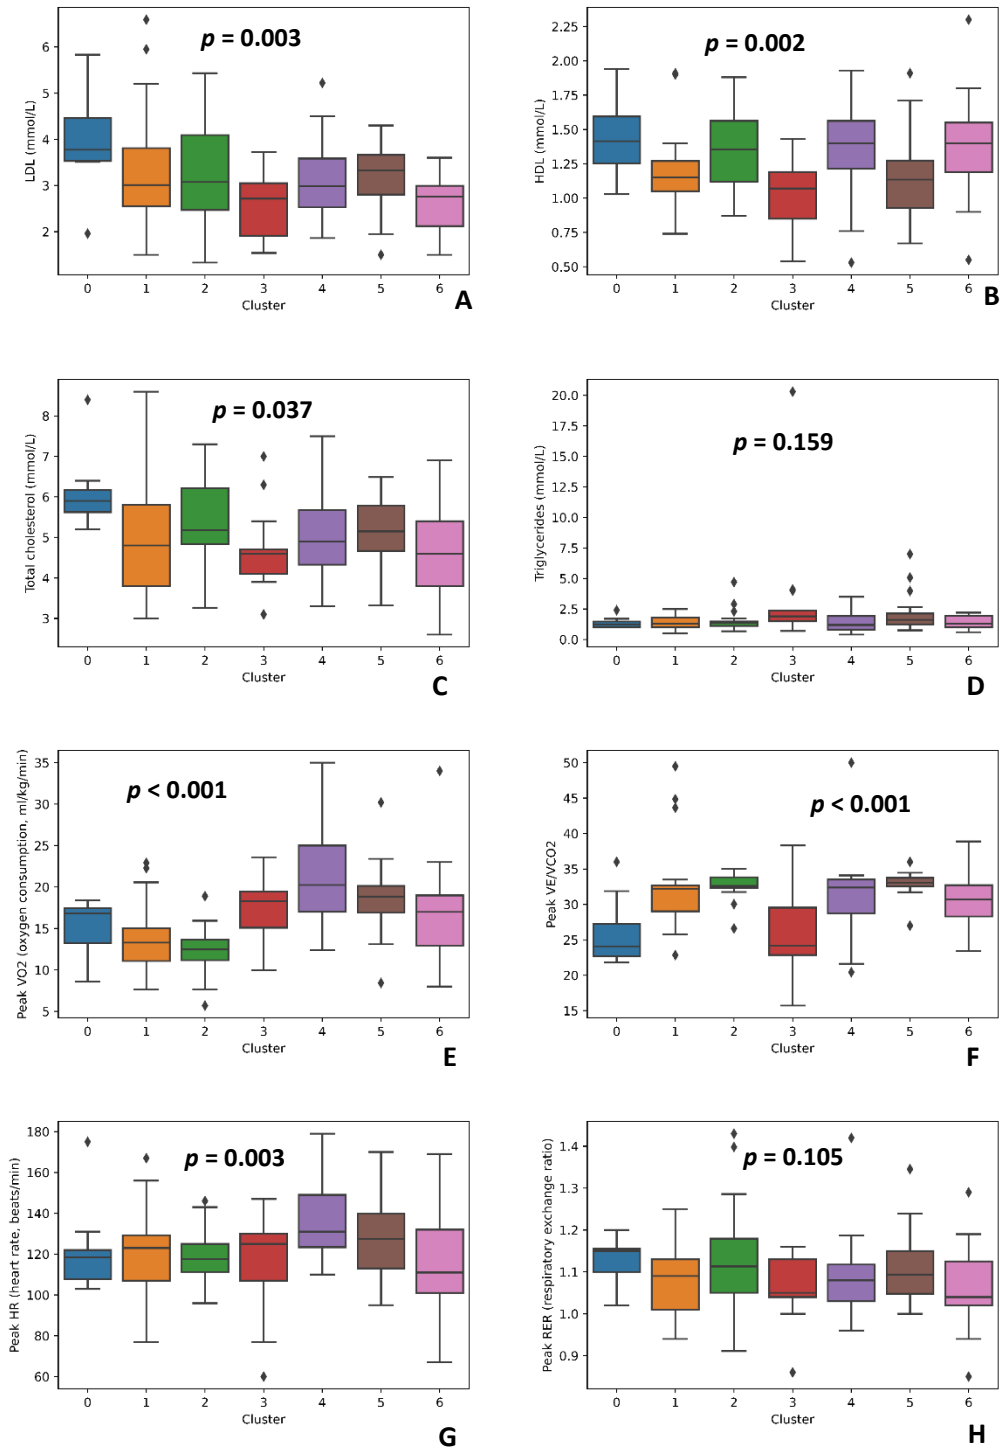 p = 0.003
LDL (mmol/L)
6
5
4
3
2
0 1 2 3 4 5 6
Cluster
A
p = 0.002
HDL (mmol/L)
2.25
2.00
1.75
1.50
1.25
1.00
0.75
0.50
0 1 2 3 4 5 6
Cluster
B
p = 0.037
Total cholesterol (mmol/L)
8
7
6
5
4
3
0 1 2 3 4 5 6
Cluster
C
p = 0.159
Triglycerides (mmol/L)
20.0
17.5
15.0
12.5
10.0
7.5
5.0
2.5
0.0
0 1 2 3 4 5 6
Cluster
D
p < 0.001
Peak VO2 (oxygen consumption, ml/kg/min)
35
30
25
20
15
10
5
0 1 2 3 4 5 6
Cluster
E
p < 0.001
Peak VE/VCO2
50
45
40
35
30
25
20
15
0 1 2 3 4 5 6
Cluster
F
p = 0.003
Peak HR (heart rate, beats/min)
180
160
140
120
100
80
60
0 1 2 3 4 5 6
Cluster
G
p = 0.105
Peak RER (respiratory exchange ratio)
1.4
1.3
1.2
1.1
1.0
0.9
0 1 2 3 4 5 6
Cluster
H